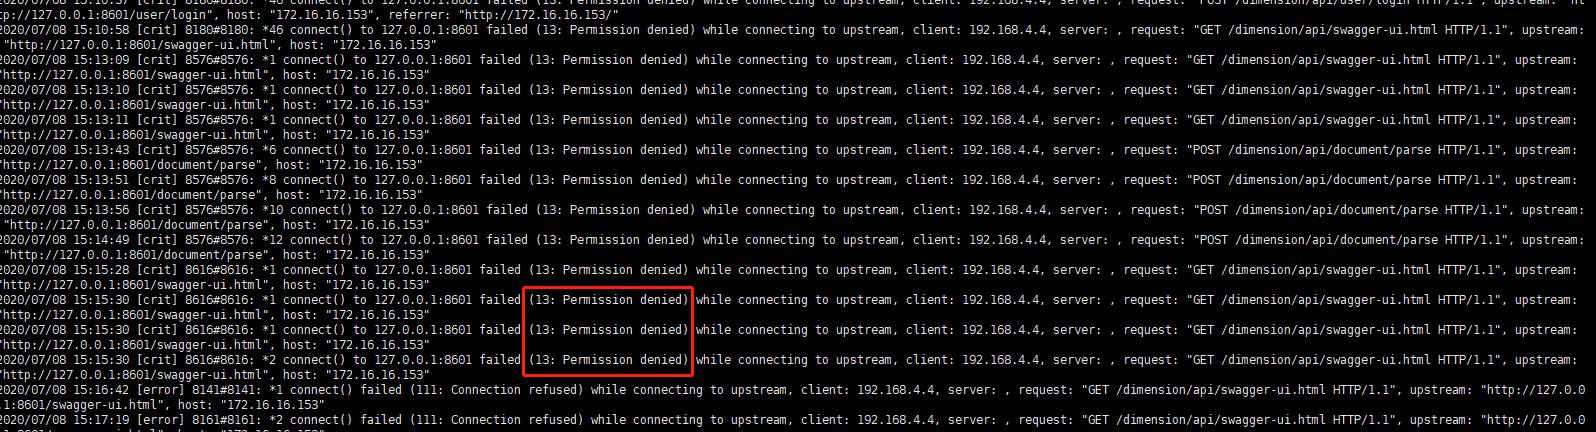 2020/07/08 15:10:37 [crit] 8180#8180: *46 connect() to 127.0.0.1:8601 failed (13: Permission denied) while connecting to upstream, client: 192.168.4.4, server: , request: "POST /dimension/api/user/login HTTP/1.1", upstream: "ht
tp://127.0.0.1:8601/user/login", host: "172.16.16.153", referrer: "http://172.16.16.153/"
2020/07/08 15:10:58 [crit] 8180#8180: *46 connect() to 127.0.0.1:8601 failed (13: Permission denied) while connecting to upstream, client: 192.168.4.4, server: , request: "GET /dimension/api/swagger-ui.html HTTP/1.1", upstream:
"http://127.0.0.1:8601/swagger-ui.html", host: "172.16.16.153"
2020/07/08 15:13:09 [crit] 8576#8576: *1 connect() to 127.0.0.1:8601 failed (13: Permission denied) while connecting to upstream, client: 192.168.4.4, server: , request: "GET /dimension/api/swagger-ui.html HTTP/1.1", upstream:
"http://127.0.0.1:8601/swagger-ui.html", host: "172.16.16.153"
2020/07/08 15:13:10 [crit] 8576#8576: *1 connect() to 127.0.0.1:8601 failed (13: Permission denied) while connecting to upstream, client: 192.168.4.4, server: , request: "GET /dimension/api/swagger-ui.html HTTP/1.1", upstream:
"http://127.0.0.1:8601/swagger-ui.html", host: "172.16.16.153"
2020/07/08 15:13:11 [crit] 8576#8576: *1 connect() to 127.0.0.1:8601 failed (13: Permission denied) while connecting to upstream, client: 192.168.4.4, server: , request: "GET /dimension/api/swagger-ui.html HTTP/1.1", upstream:
"http://127.0.0.1:8601/swagger-ui.html", host: "172.16.16.153"
2020/07/08 15:13:43 [crit] 8576#8576: *6 connect() to 127.0.0.1:8601 failed (13: Permission denied) while connecting to upstream, client: 192.168.4.4, server: , request: "POST /dimension/api/document/parse HTTP/1.1", upstream:
"http://127.0.0.1:8601/document/parse", host: "172.16.16.153"
2020/07/08 15:13:51 [crit] 8576#8576: *8 connect() to 127.0.0.1:8601 failed (13: Permission denied) while connecting to upstream, client: 192.168.4.4, server: , request: "POST /dimension/api/document/parse HTTP/1.1", upstream:
"http://127.0.0.1:8601/document/parse", host: "172.16.16.153"
2020/07/08 15:13:56 [crit] 8576#8576: *10 connect() to 127.0.0.1:8601 failed (13: Permission denied) while connecting to upstream, client: 192.168.4.4, server: , request: "POST /dimension/api/document/parse HTTP/1.1", upstream:
"http://127.0.0.1:8601/document/parse", host: "172.16.16.153"
2020/07/08 15:14:49 [crit] 8576#8576: *12 connect() to 127.0.0.1:8601 failed (13: Permission denied) while connecting to upstream, client: 192.168.4.4, server: , request: "POST /dimension/api/document/parse HTTP/1.1", upstream:
"http://127.0.0.1:8601/document/parse", host: "172.16.16.153"
2020/07/08 15:15:28 [crit] 8616#8616: *1 connect() to 127.0.0.1:8601 failed (13: Permission denied) while connecting to upstream, client: 192.168.4.4, server: , request: "GET /dimension/api/swagger-ui.html HTTP/1.1", upstream:
"http://127.0.0.1:8601/swagger-ui.html", host: "172.16.16.153"
2020/07/08 15:15:30 [crit] 8616#8616: *1 connect() to 127.0.0.1:8601 failed (13: Permission denied) while connecting to upstream, client: 192.168.4.4, server: , request: "GET /dimension/api/swagger-ui.html HTTP/1.1", upstream:
"http://127.0.0.1:8601/swagger-ui.html", host: "172.16.16.153"
2020/07/08 15:15:30 [crit] 8616#8616: *1 connect() to 127.0.0.1:8601 failed (13: Permission denied) while connecting to upstream, client: 192.168.4.4, server: , request: "GET /dimension/api/swagger-ui.html HTTP/1.1", upstream:
"http://127.0.0.1:8601/swagger-ui.html", host: "172.16.16.153"
2020/07/08 15:15:30 [crit] 8616#8616: *2 connect() to 127.0.0.1:8601 failed (13: Permission denied) while connecting to upstream, client: 192.168.4.4, server: , request: "GET /dimension/api/swagger-ui.html HTTP/1.1", upstream:
"http://127.0.0.1:8601/swagger-ui.html", host: "172.16.16.153"
2020/07/08 15:16:42 [error] 8141#8141: *1 connect() failed (111: Connection refused) while connecting to upstream, client: 192.168.4.4, server: , request: "GET /dimension/api/swagger-ui.html HTTP/1.1", upstream: "http://127.0.0
.1:8601/swagger-ui.html", host: "172.16.16.153"
2020/07/08 15:17:19 [error] 8161#8161: *2 connect() failed (111: Connection refused) while connecting to upstream, client: 192.168.4.4, server: , request: "GET /dimension/api/swagger-ui.html HTTP/1.1", upstream: "http://127.0.0